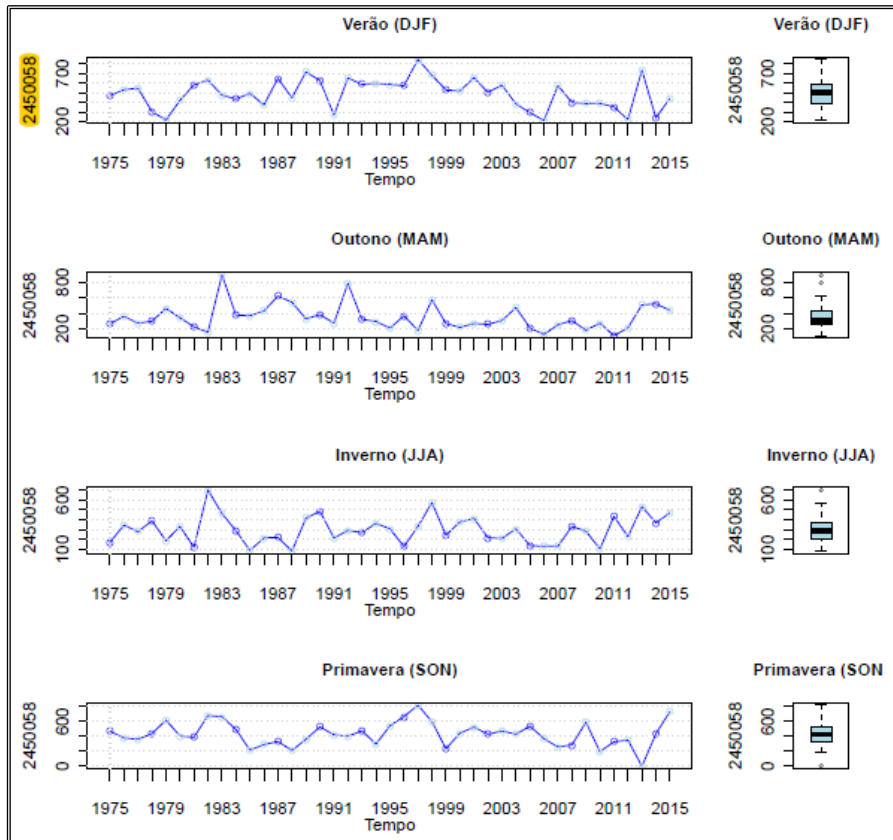 Verão (DJF)
Verão (DJF)
2450058
200 700
2450058
200 700
1975 1979 1983 1987 1991 1995 1999 2003 2007 2011 2015
Tempo
Outono (MAM)
Outono (MAM)
2450058
200 800
2450058
200 800
1975 1979 1983 1987 1991 1995 1999 2003 2007 2011 2015
Tempo
Inverno (JJA)
Inverno (JJA)
2450058
100 600
2450058
100 600
1975 1979 1983 1987 1991 1995 1999 2003 2007 2011 2015
Tempo
Primavera (SON)
Primavera (SON
2450058
0 600
2450058
0 600
1975 1979 1983 1987 1991 1995 1999 2003 2007 2011 2015
Tempo